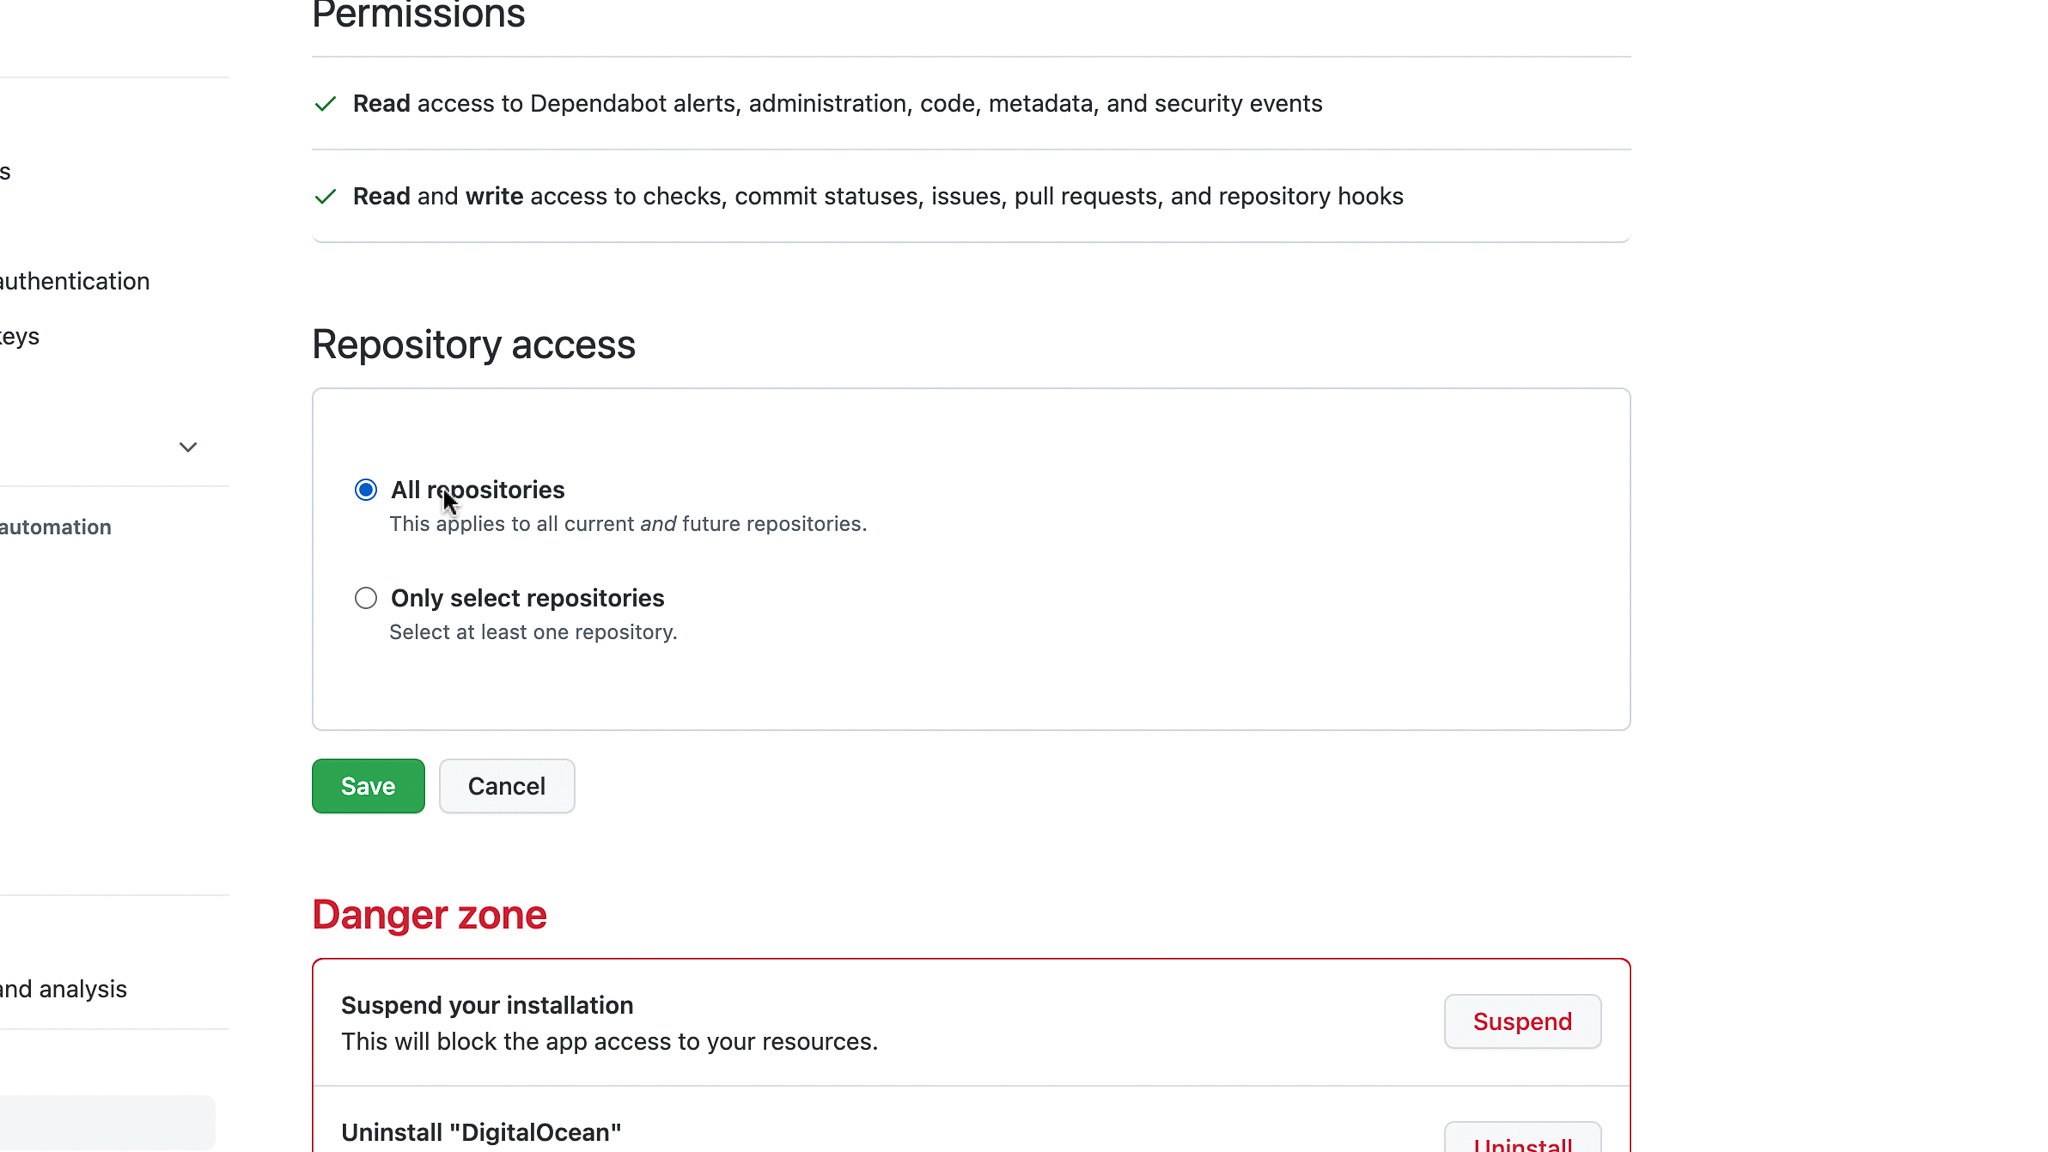 Permissions
Read access to Dependabot alerts, administration, code, metadata, and security events
s
Read and write access to checks, commit statuses, issues, pull requests, and repository hooks
authentication
keys
Repository access
All repositories
This applies to all current and future repositories.
automation
Only select repositories
Select at least one repository.
Save
Cancel
Danger zone
and analysis
Suspend your installation
This will block the app access to your resources.
Suspend
Uninstall "DigitalOcean"
Uninstall